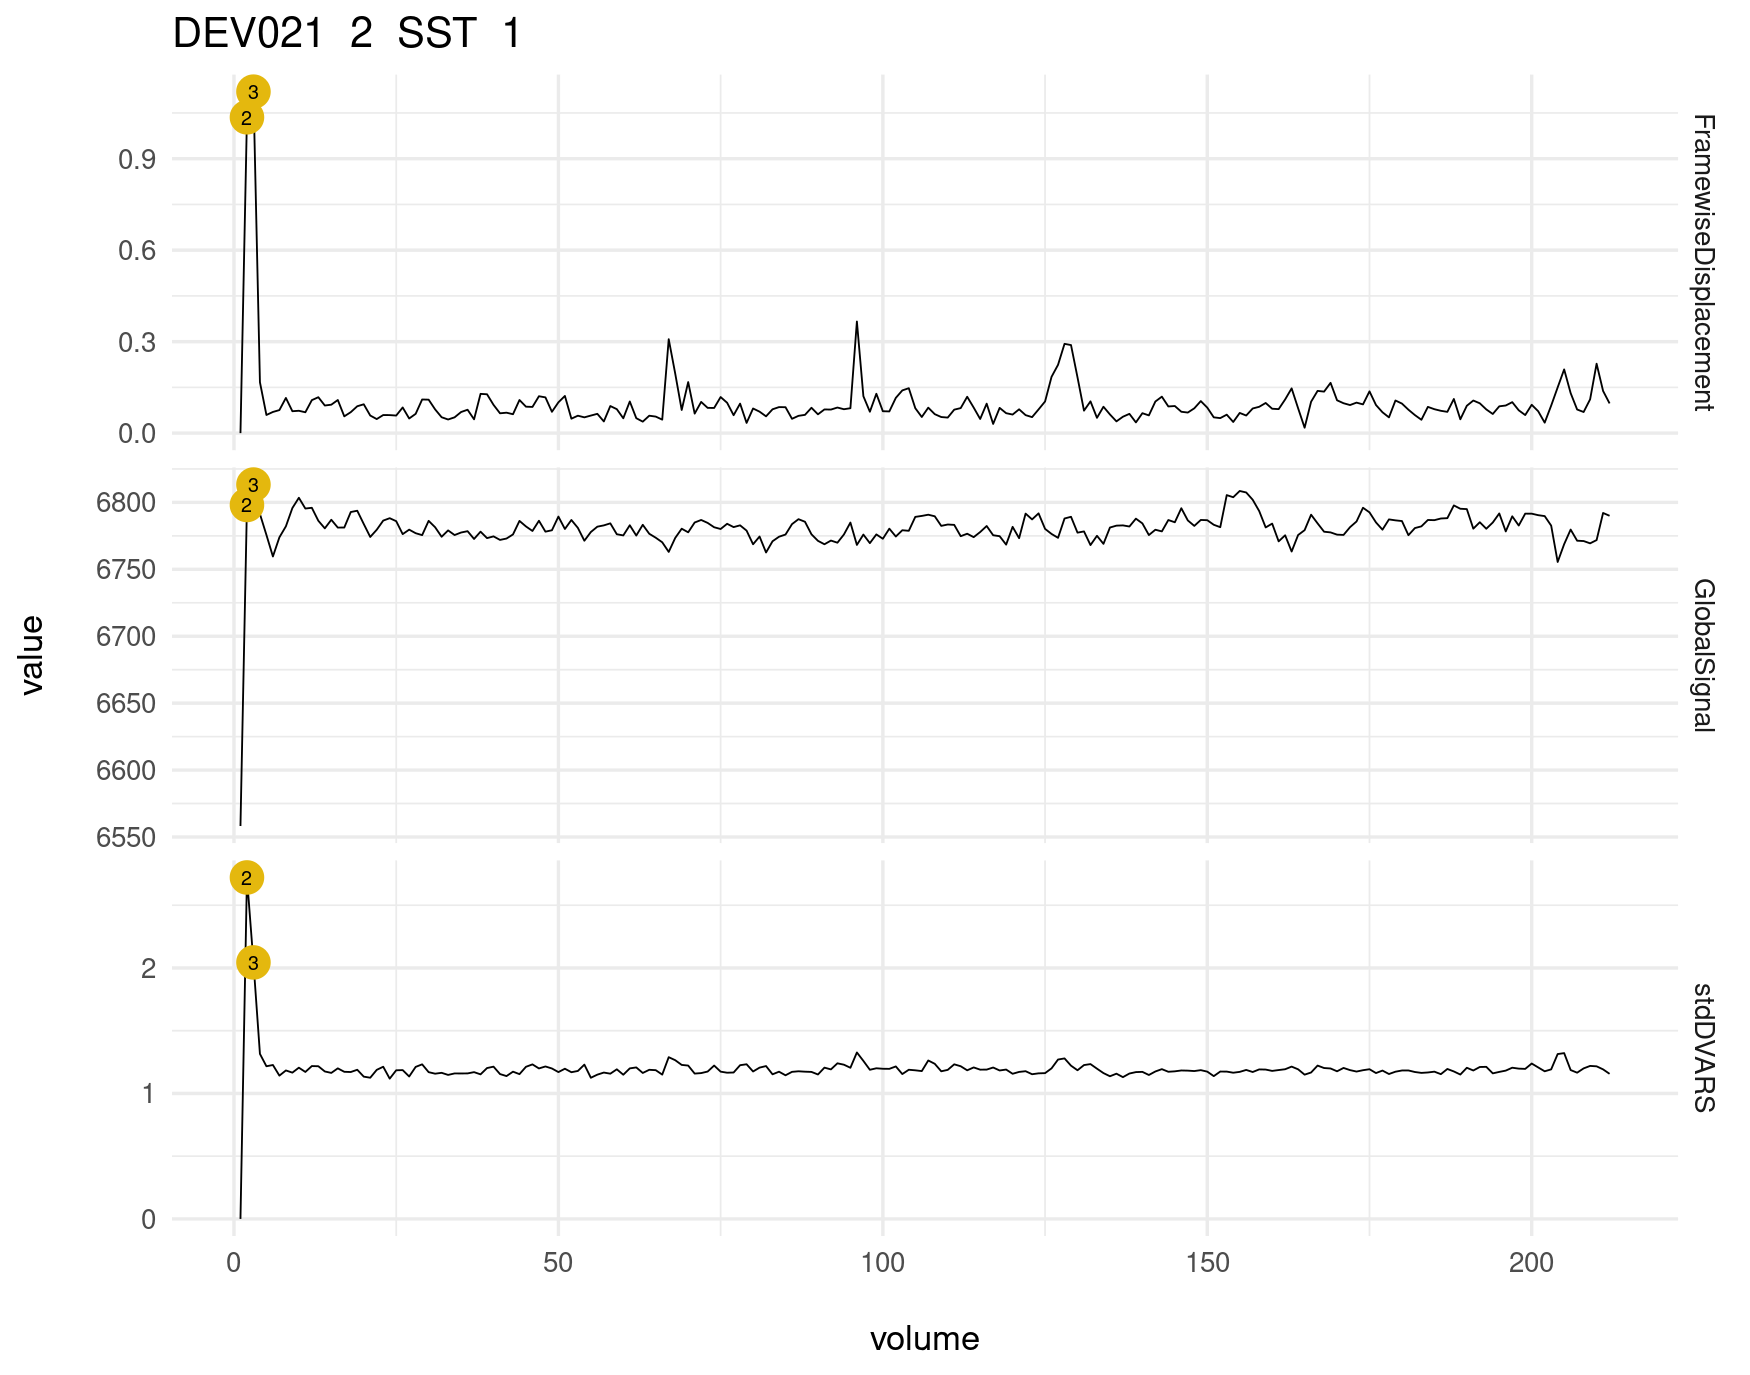 DEV021 2 SST 1
3
2
0.9
0.6
0.3
0.0
FramewiseDisplacement
3
2
6800
6750
6700
6650
6600
6550
GlobalSignal
value
2
3
2
1
0
stdDVARS
0 50 100 150 200
volume